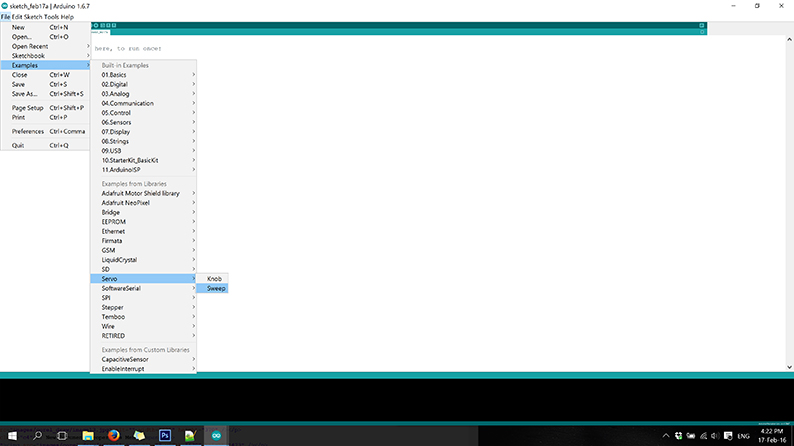 sketch_feb17a | Arduino 1.6.7
File Edit Sketch Tools Help
New Ctrl+N
Open... Ctrl+O
Open Recent
Sketchbook
Examples
Close Ctrl+W
Save Ctrl+S
Save As... Ctrl+Shift+S
Page Setup Ctrl+Shift+P
Print Ctrl+P
Preferences Ctrl+Comma
Quit Ctrl+Q
here, to run once:
Built-in Examples
01.Basics
02.Digital
03.Analog
04.Communication
05.Control
06.Sensors
07.Display
08.Strings
09.USB
10.StarterKit_BasicKit
11.ArduinoISP
Examples from Libraries
Adafruit Motor Shield library
Adafruit NeoPixel
Bridge
EEPROM
Ethernet
Firmata
GSM
LiquidCrystal
SD
Servo
Knob
SoftwareSerial
Sweep
SPI
Stepper
Temboo
Wire
RETIRED
Examples from Custom Libraries
CapacitiveSensor
EnableInterrupt
Ps
ENG
4:22 PM
17-Feb-16